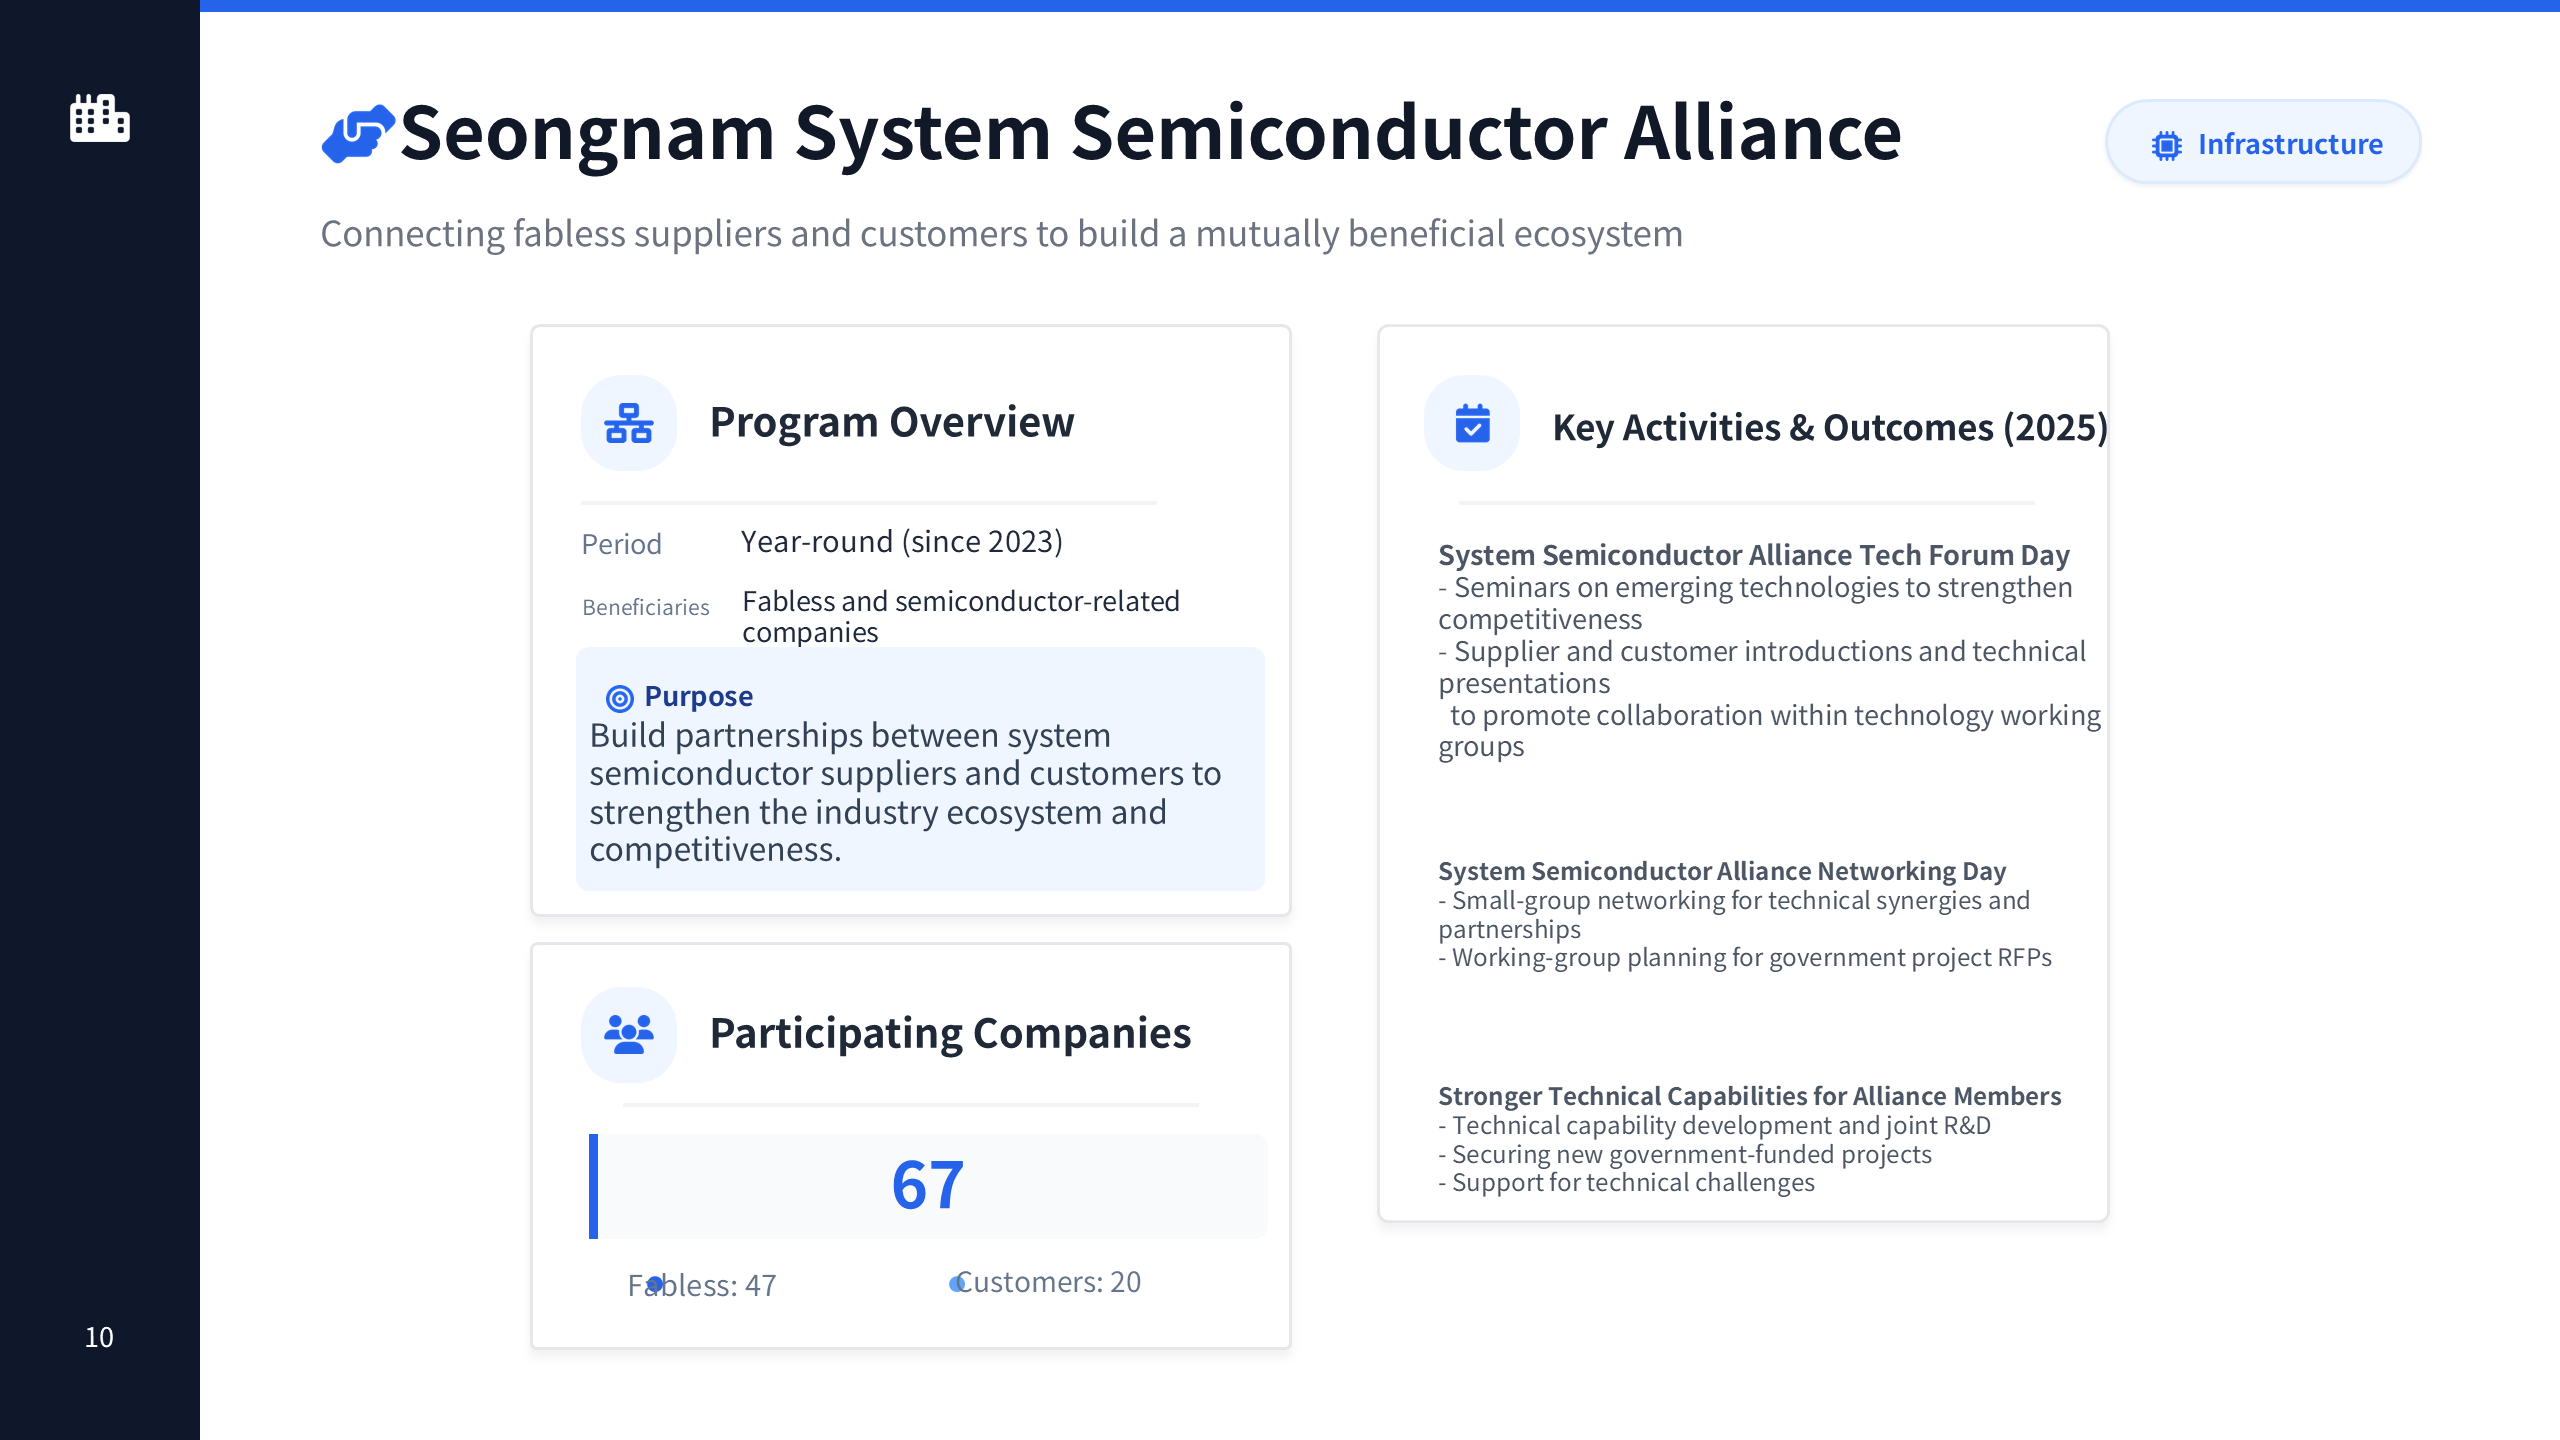 Seongnam System Semiconductor Alliance
Infrastructure
Connecting fabless suppliers and customers to build a mutually beneficial ecosystem
Program Overview
Period
Year-round (since 2023)
Beneficiaries
Fabless and semiconductor-related
companies
Purpose
Build partnerships between system
semiconductor suppliers and customers to
strengthen the industry ecosystem and
competitiveness.
Participating Companies
67
Fabless: 47
Customers: 20
Key Activities & Outcomes (2025)
System Semiconductor Alliance Tech Forum Day
- Seminars on emerging technologies to strengthen
competitiveness
- Supplier and customer introductions and technical
presentations
to promote collaboration within technology working
groups
System Semiconductor Alliance Networking Day
- Small-group networking for technical synergies and
partnerships
- Working-group planning for government project RFPs
Stronger Technical Capabilities for Alliance Members
- Technical capability development and joint R&D
- Securing new government-funded projects
- Support for technical challenges
10